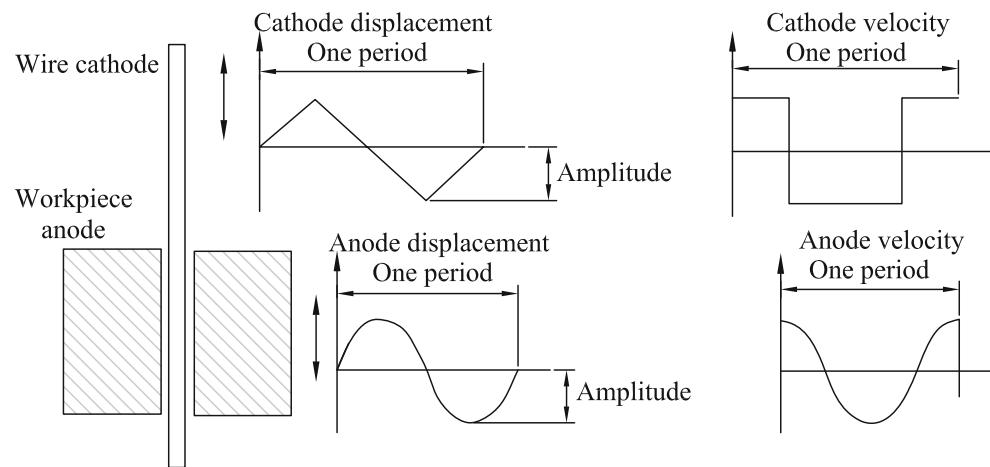 Cathode displacement
One period
Cathode velocity
One period
Wire cathode
Amplitude
Workpiece
anode
Anode displacement
One period
Anode velocity
One period
Amplitude